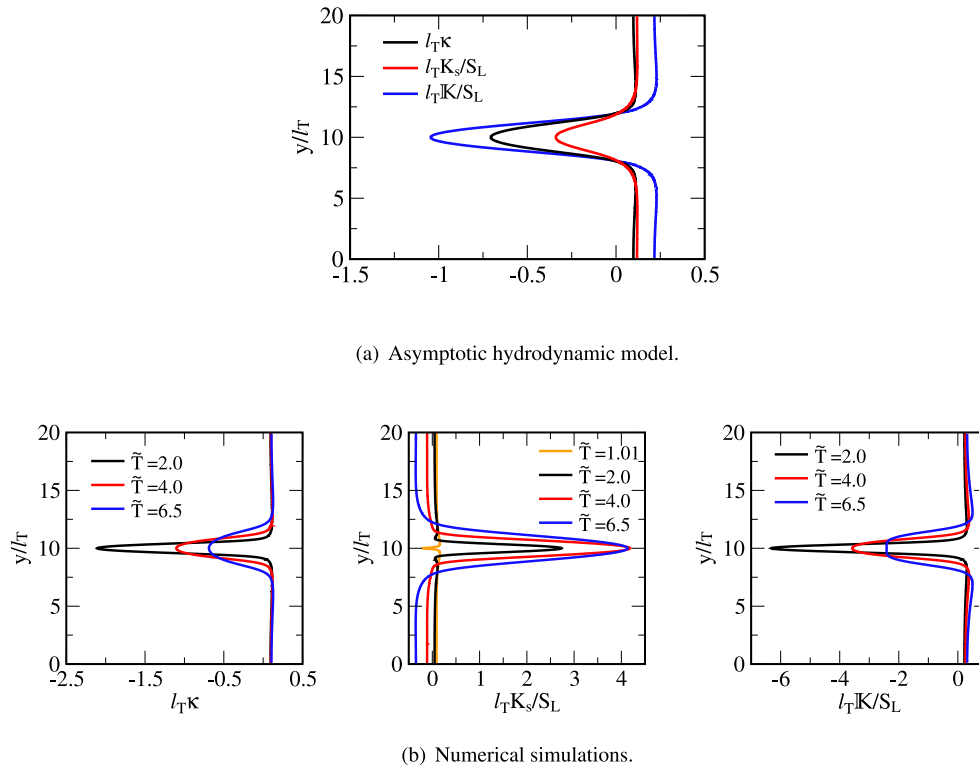 20
15
10
5
0
y/l_T
l_Tκ
l_TK_s/S_L
l_T𝕂/S_L
-1.5 -1 -0.5 0 0.5
(a) Asymptotic hydrodynamic model.
20
15
10
5
0
y/l_T
T̃ =2.0
T̃ =4.0
T̃ =6.5
-2.5 -1.5 -0.5 0.5
l_Tκ
20
15
10
5
0
y/l_T
T̃ =1.01
T̃ =2.0
T̃ =4.0
T̃ =6.5
0 1 2 3 4
l_TK_s/S_L
20
15
10
5
0
y/l_T
T̃ =2.0
T̃ =4.0
T̃ =6.5
-6 -4 -2 0
l_T𝕂/S_L
(b) Numerical simulations.